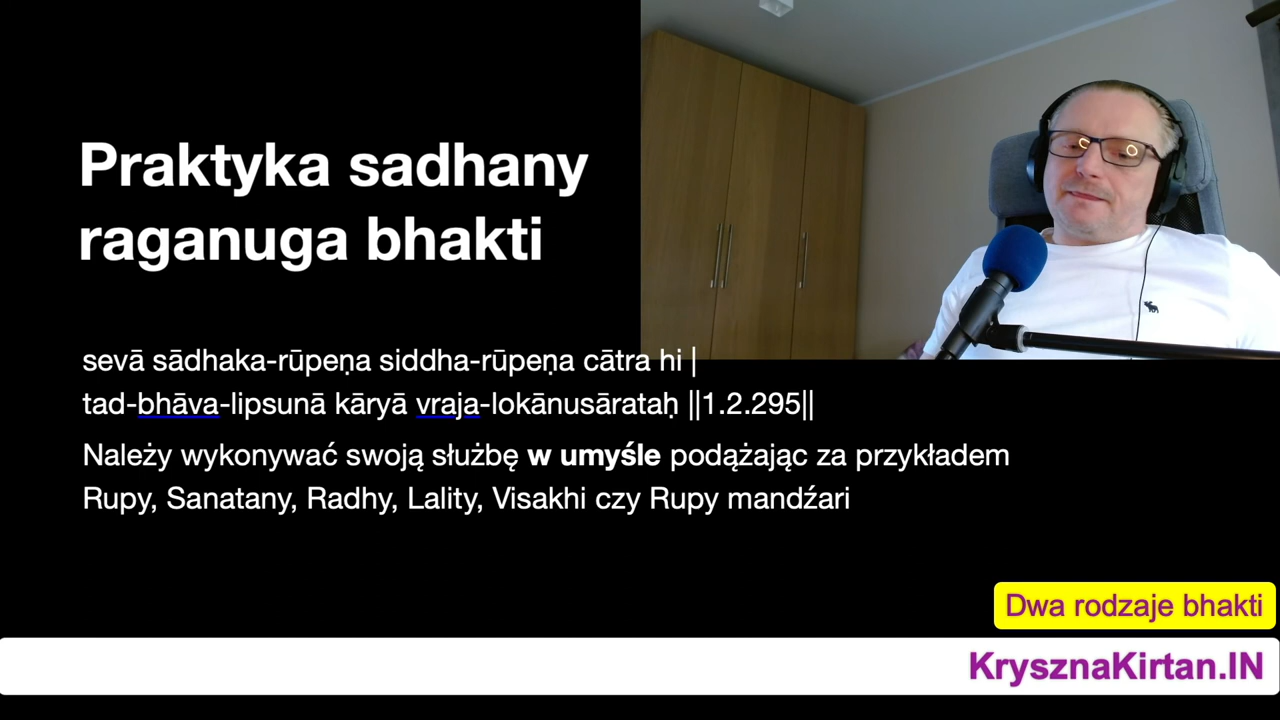 Praktyka sadhany
raganuga bhakti
sevā sādhaka-rūpeṇa siddha-rūpeṇa cātra hi |
tad-bhāva-lipsunā kāryā vraja-lokānusārataḥ ||1.2.295||
Należy wykonywać swoją służbę w umyśle podążając za przykładem
Rupy, Sanatany, Radhy, Lality, Visakhi czy Rupy mandźari
Dwa rodzaje bhakti
KrysznaKirtan.IN